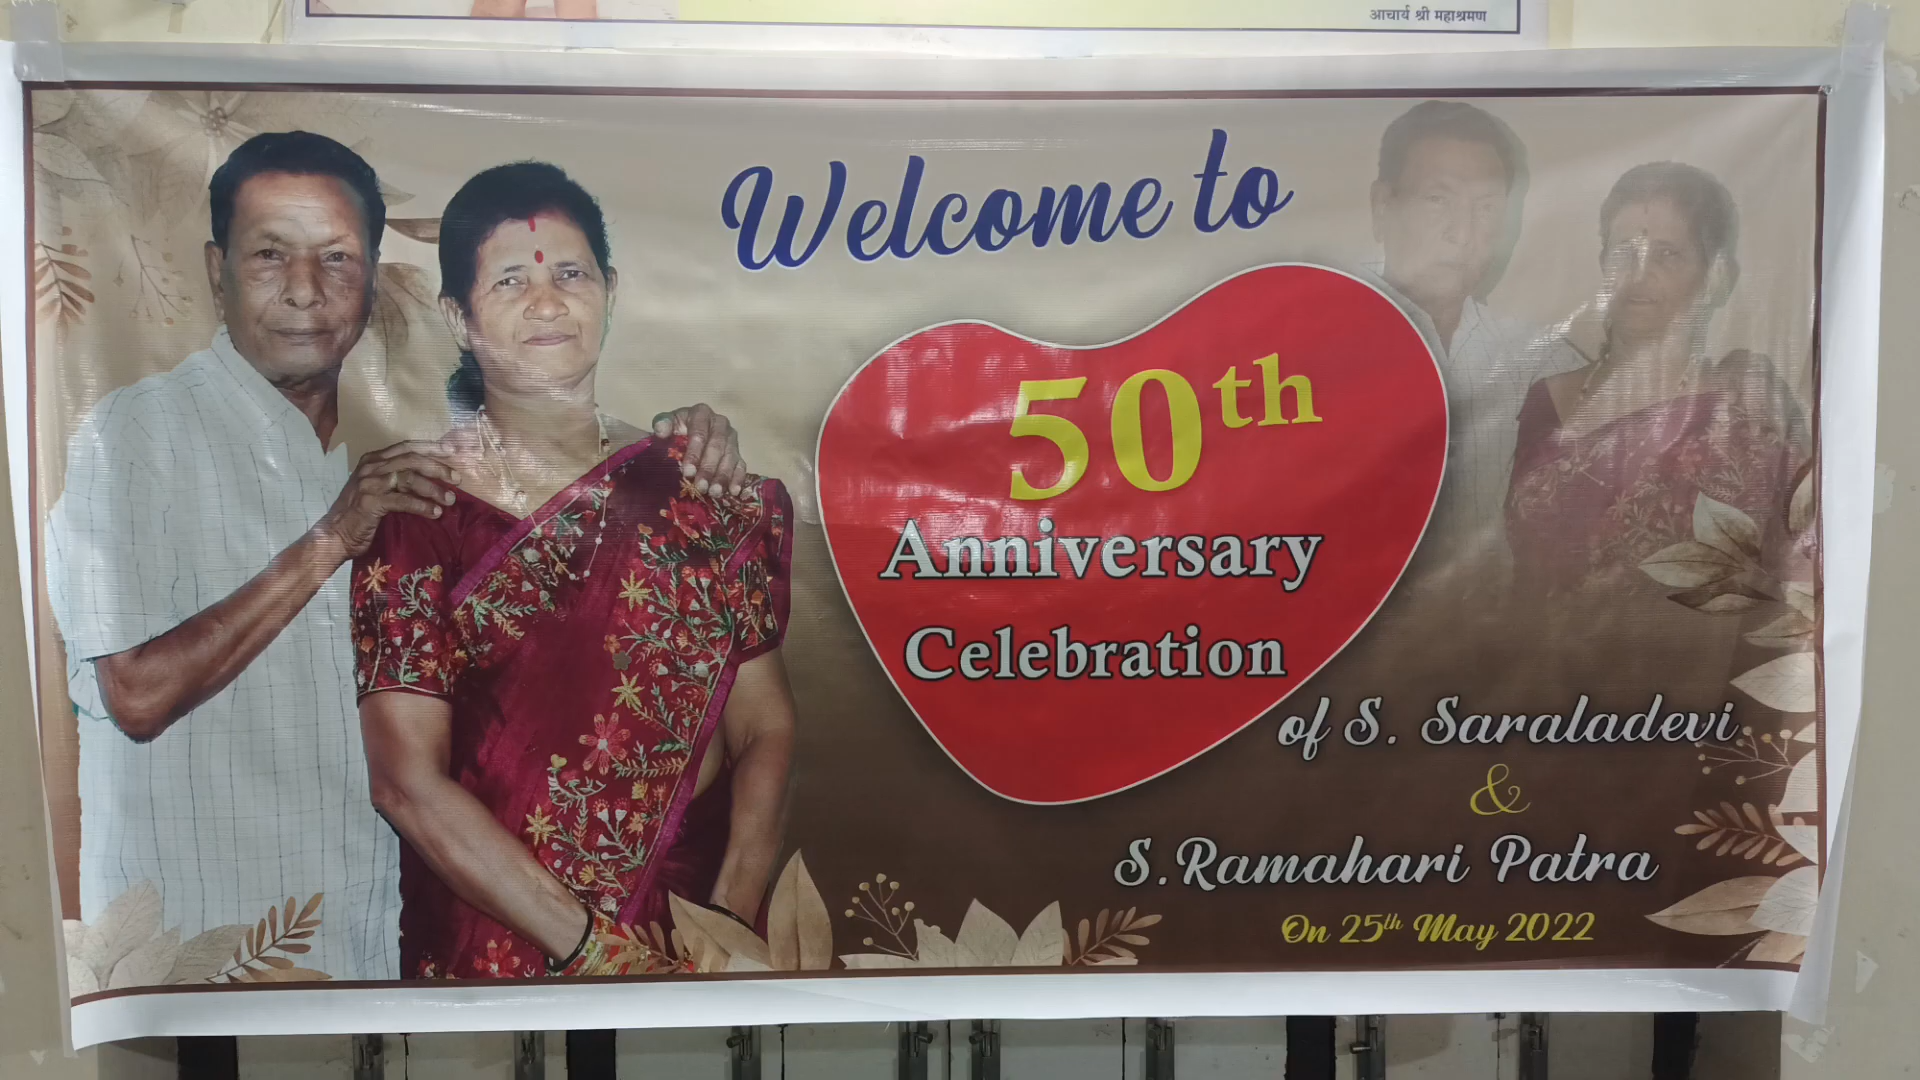 आचार्य श्री महाश्रमण
Welcome to
50th
Anniversary
Celebration
of S. Saraladevi
&
S.Ramahari Patra
On 25th May 2022